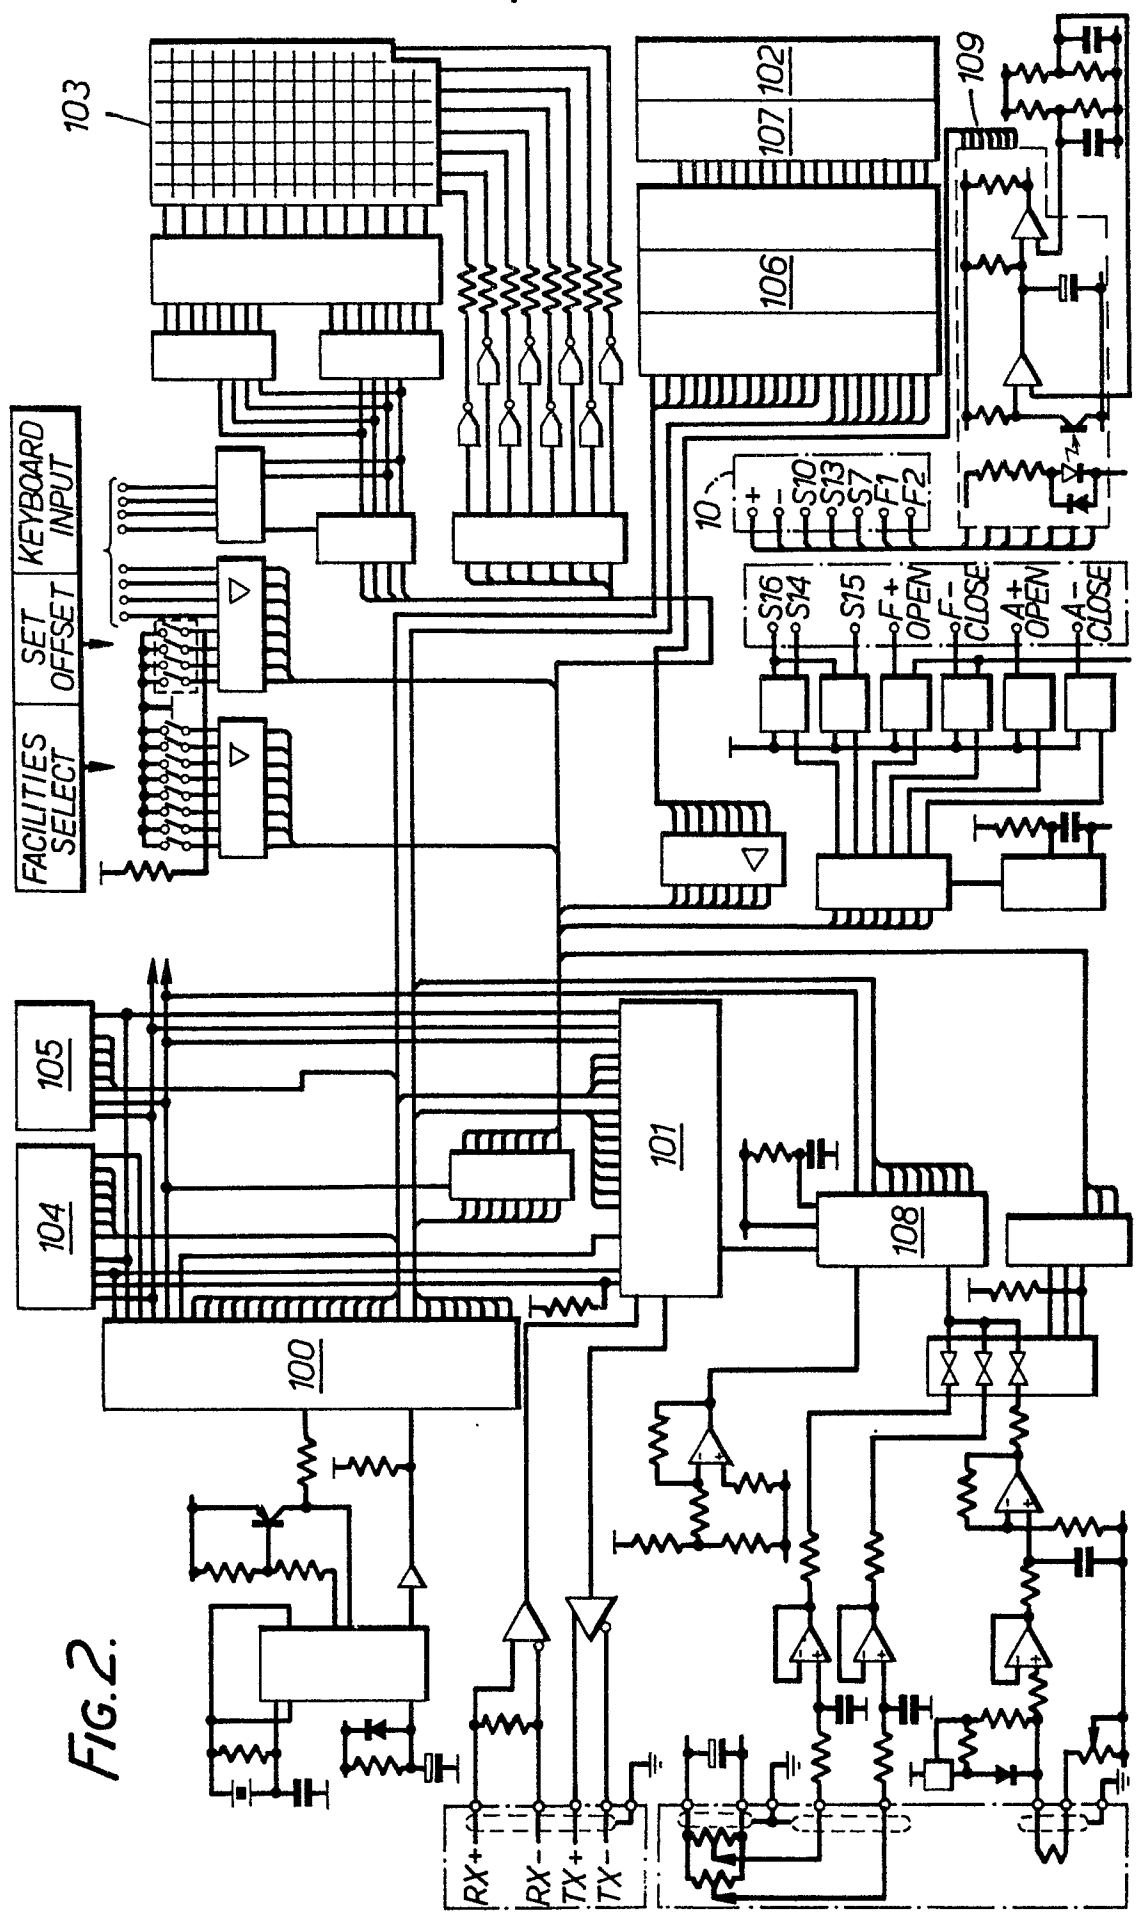 FIG.2.
FACILITIES
SELECT
SET
OFFSET
KEYBOARD
INPUT
103
104
105
100
101
102
107
106
109
108
10
+
-
S10
S13
S7
F1
F2
S16
S14
S15
F+
OPEN
F-
CLOSE
A+
OPEN
A-
CLOSE
RX+
RX-
TX+
TX-
-
+
-
+
-
+
-
+
-
+